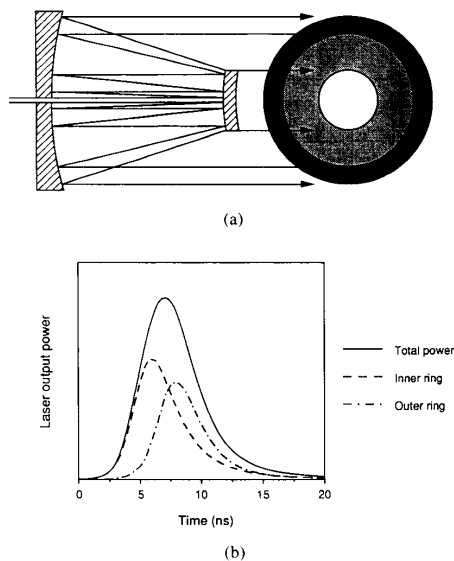 (a)
Laser output power
Total power
Inner ring
Outer ring
0 5 10 15 20
Time (ns)
(b)